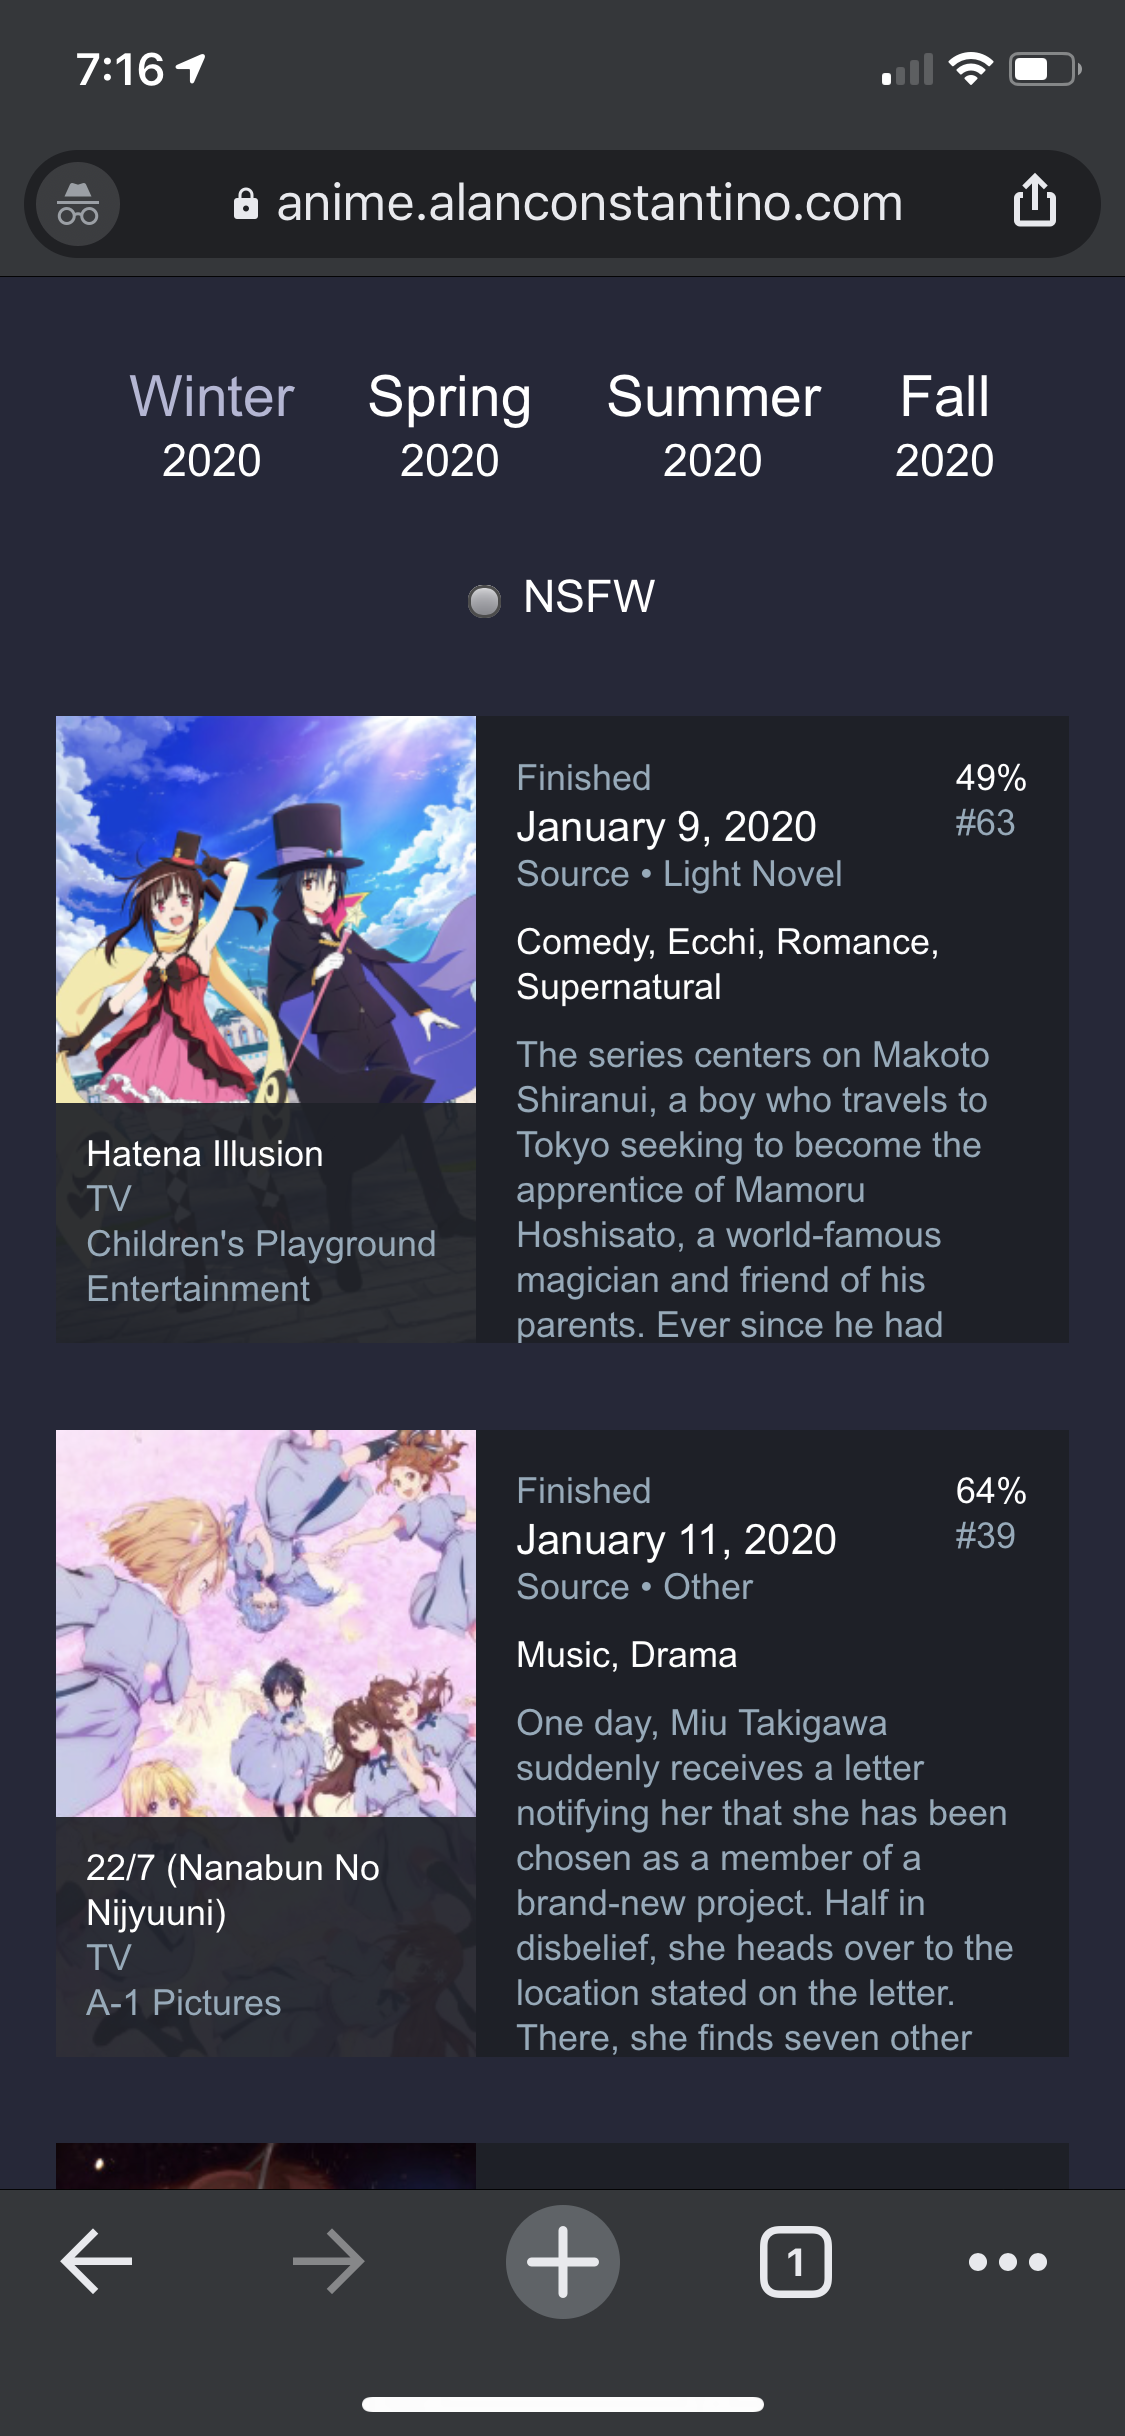 7:16
anime.alanconstantino.com
Winter Spring Summer Fall
2020 2020 2020 2020
NSFW
Finished 49%
January 9, 2020 #63
Source • Light Novel
Comedy, Ecchi, Romance,
Supernatural
The series centers on Makoto
Shiranui, a boy who travels to
Tokyo seeking to become the
apprentice of Mamoru
Hoshisato, a world-famous
magician and friend of his
parents. Ever since he had
Hatena Illusion
TV
Children's Playground
Entertainment
Finished 64%
January 11, 2020 #39
Source • Other
Music, Drama
One day, Miu Takigawa
suddenly receives a letter
notifying her that she has been
chosen as a member of a
brand-new project. Half in
disbelief, she heads over to the
location stated on the letter.
There, she finds seven other
22/7 (Nanabun No
Nijyuuni)
TV
A-1 Pictures
1